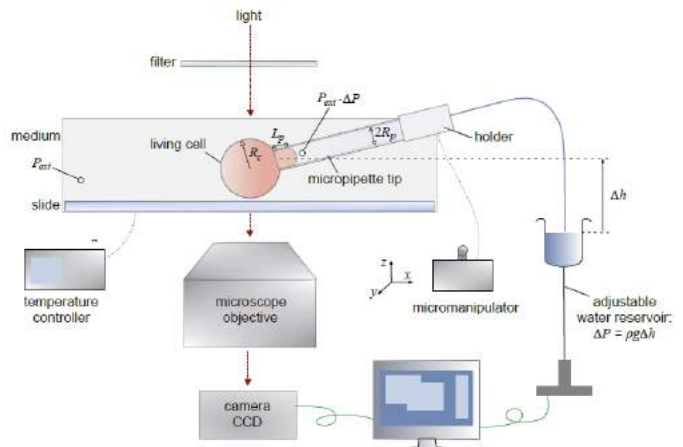 light
filter
P_ext-ΔP
medium
living cell
L_p
2R_p
R_c
holder
micropipette tip
P_ext
Δh
slide
z
x
y
temperature
controller
microscope
objective
micromanipulator
adjustable
water reservoir:
ΔP = ρgΔh
camera
CCD